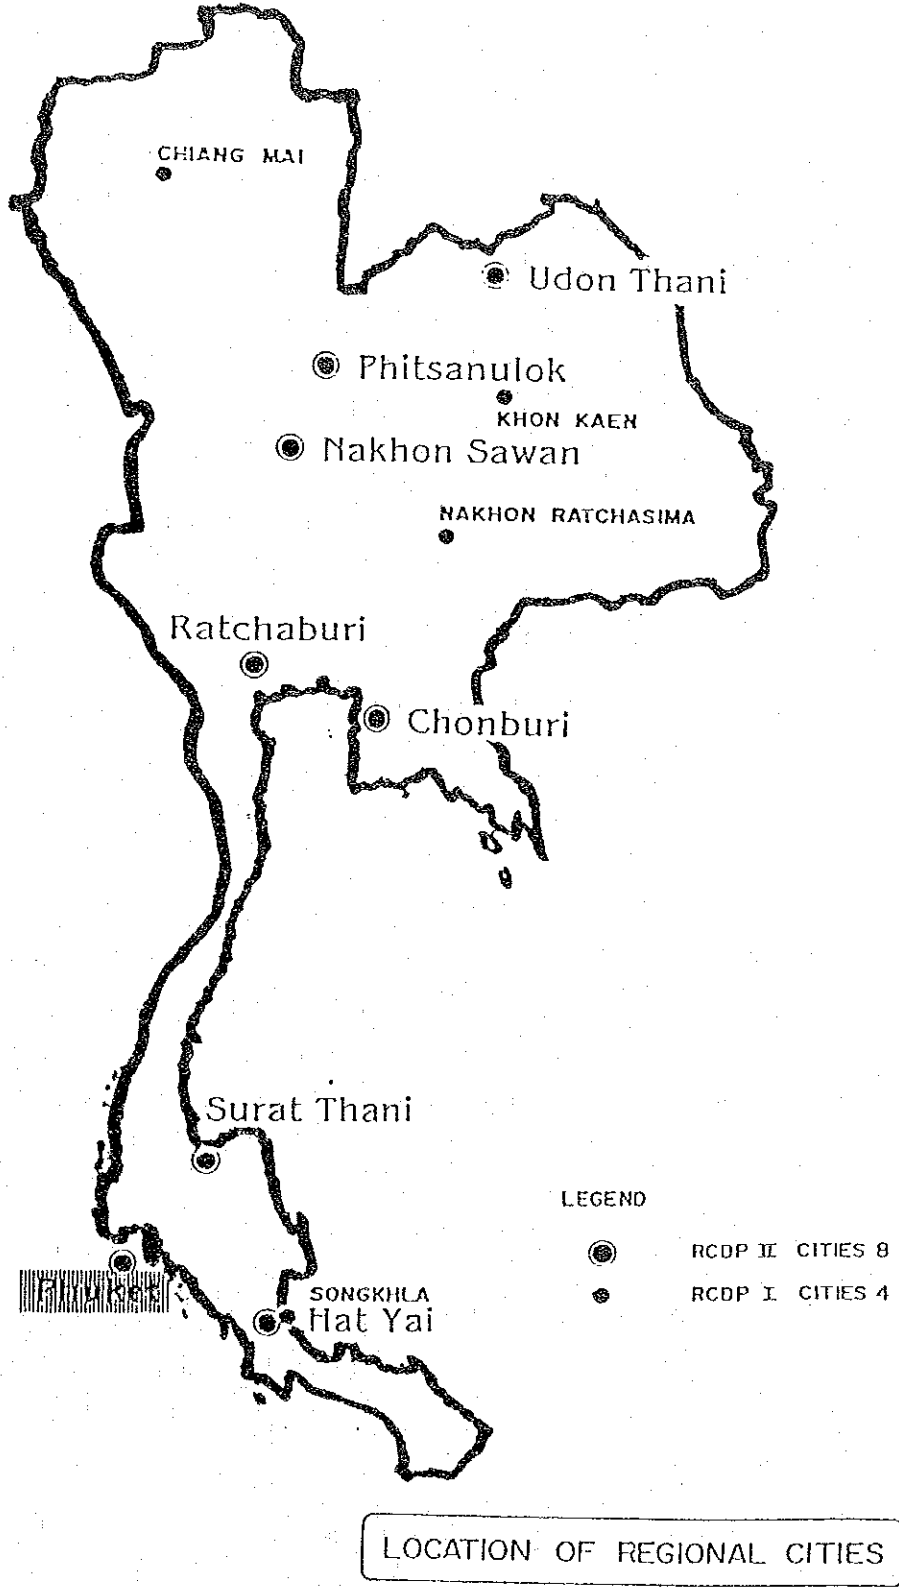 CHIANG MAI
Udon Thani
Phitsanulok
KHON KAEN
Nakhon Sawan
NAKHON RATCHASIMA
Ratchaburi
Chonburi
Surat Thani
LEGEND
RCDP II CITIES 8
Phuket
SONGKHLA
RCDP I CITIES 4
Hat Yai
LOCATION OF REGIONAL CITIES